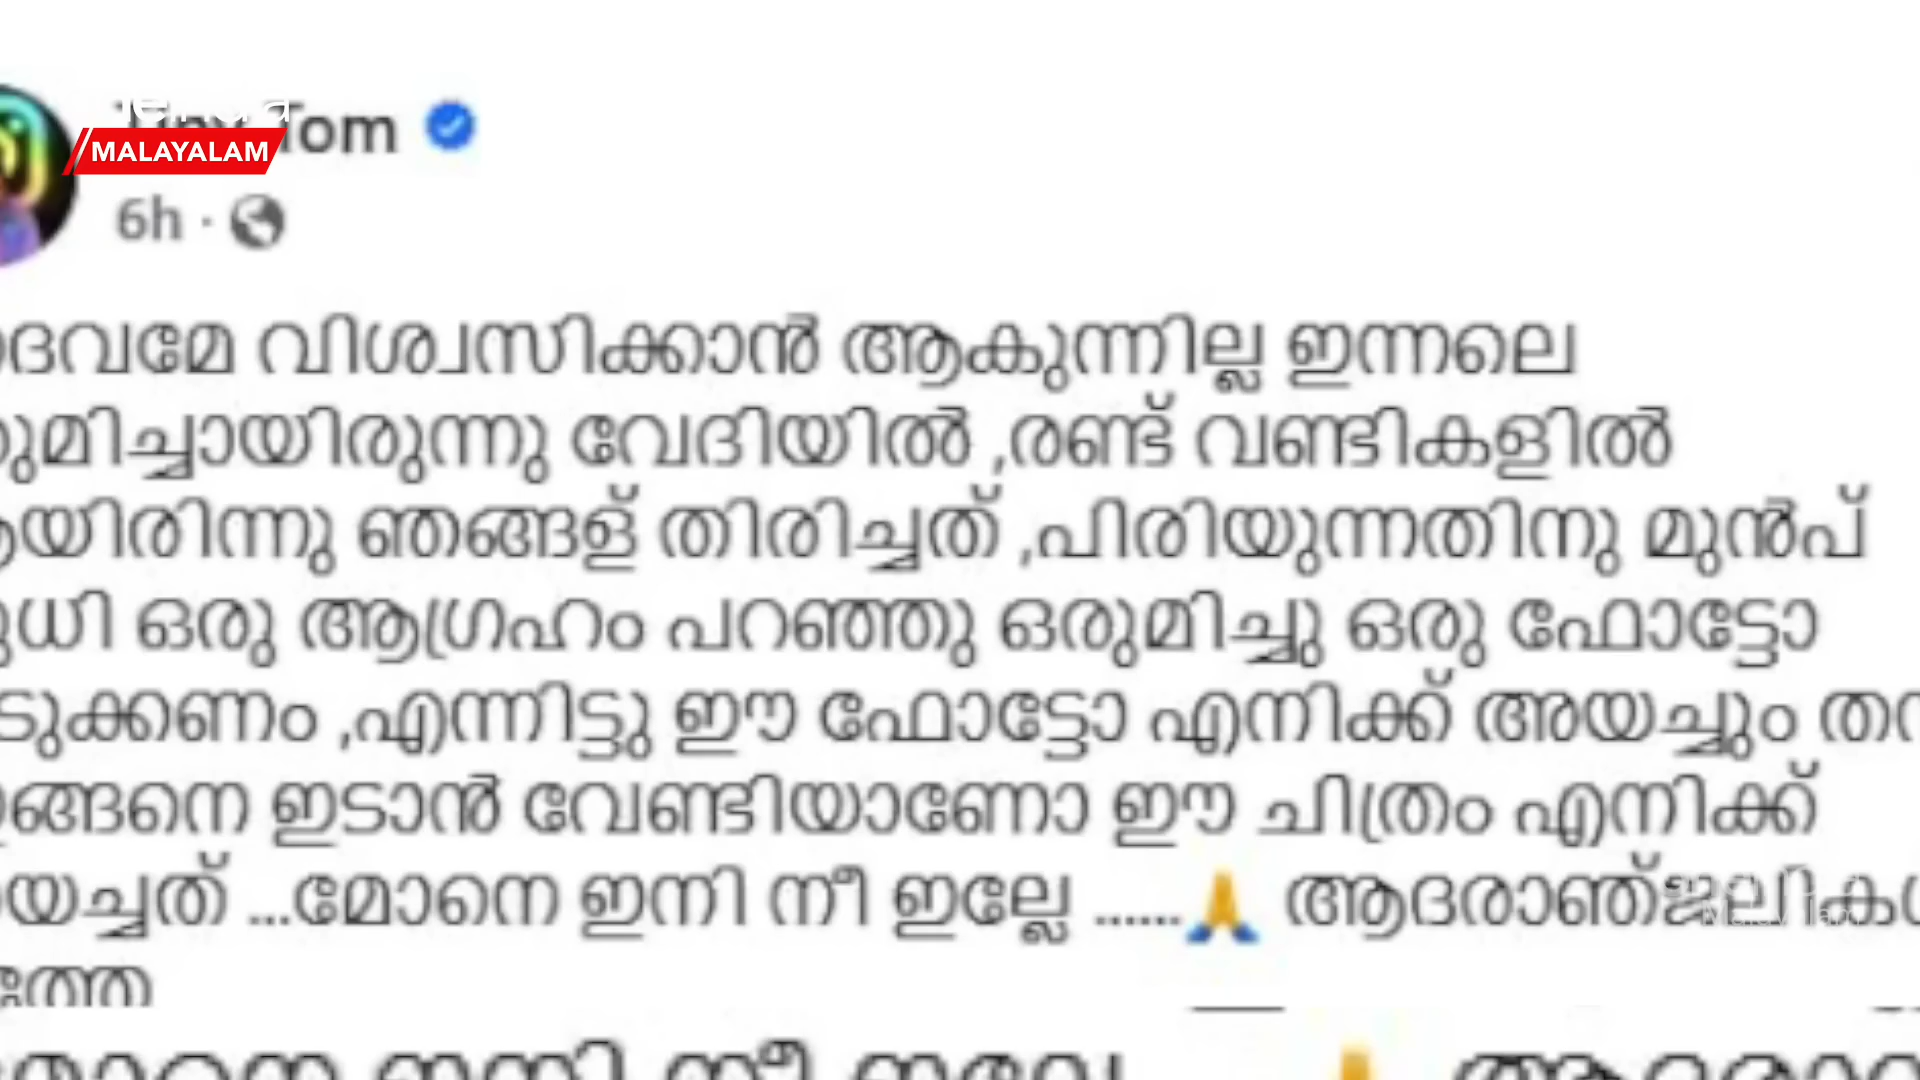 Tom
MALAYALAM
6h ·
ദൈവമേ വിശ്വസിക്കാൻ ആകുന്നില്ല ഇന്നലെ
രുമിച്ചായിരുന്നു വേദിയിൽ ,രണ്ട് വണ്ടികളിൽ
യിരിന്നു ഞങ്ങള് തിരിച്ചത് ,പിരിയുന്നതിനു മുൻപ്
ുധി ഒരു ആഗ്രഹം പറഞ്ഞു ഒരുമിച്ചു ഒരു ഫോട്ടോ
ടുക്കണം ,എന്നിട്ടു ഈ ഫോട്ടോ എനിക്ക് അയച്ചും ത
ങ്ങനെ ഇടാൻ വേണ്ടിയാണോ ഈ ചിത്രം എനിക്ക്
യച്ചത് ...മോനെ ഇനി നീ ഇല്ലേ ......🙏 ആദരാഞ്ജലിക
ത്തേ